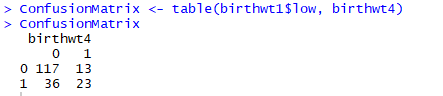 > ConfusionMatrix <- table(birthwt1$low, birthwt4)
> ConfusionMatrix
   birthwt4
      0   1
  0 117  13
  1  36  23